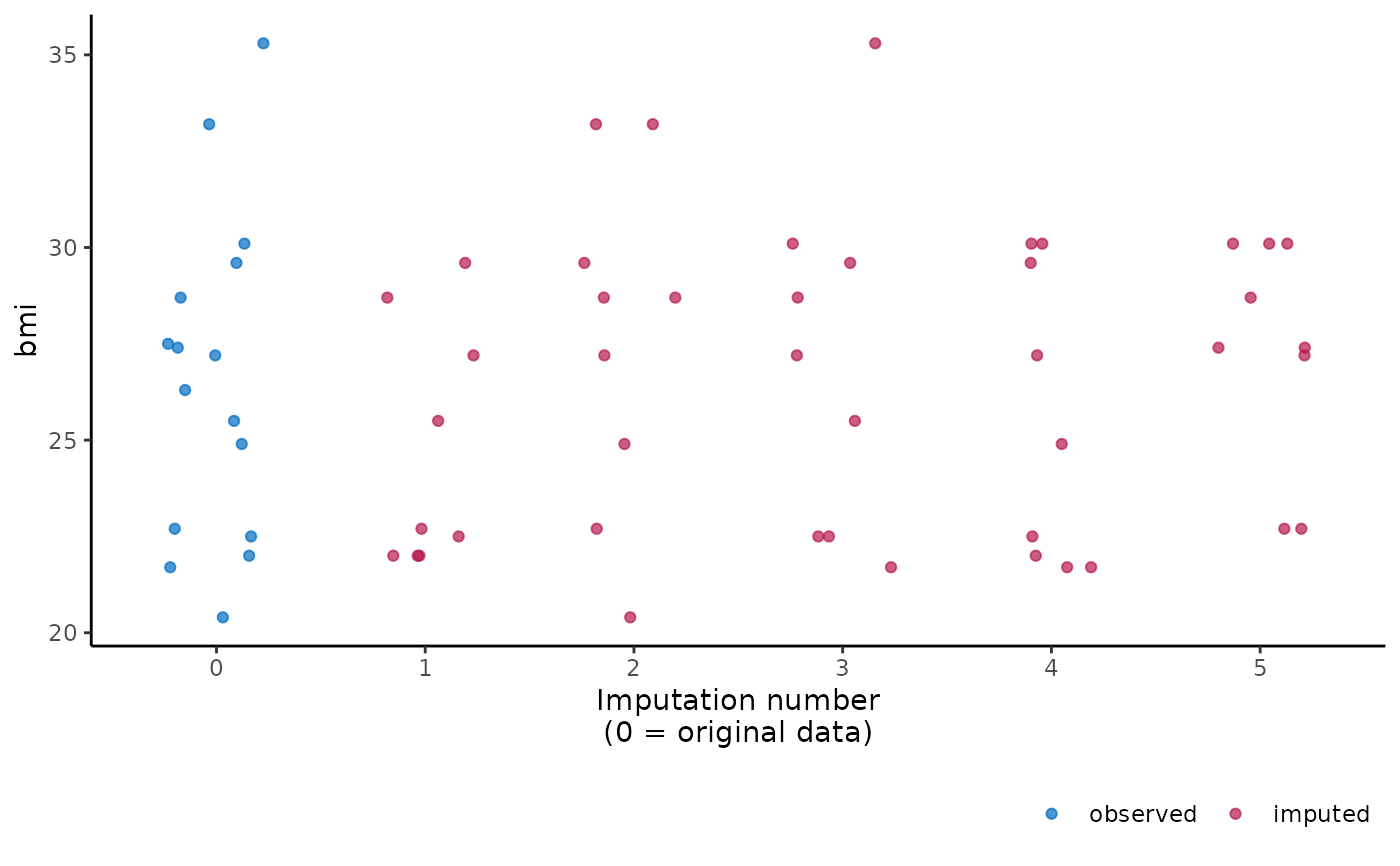 35
30
25
20
bmi
0 1 2 3 4 5
Imputation number
(0 = original data)
observed imputed